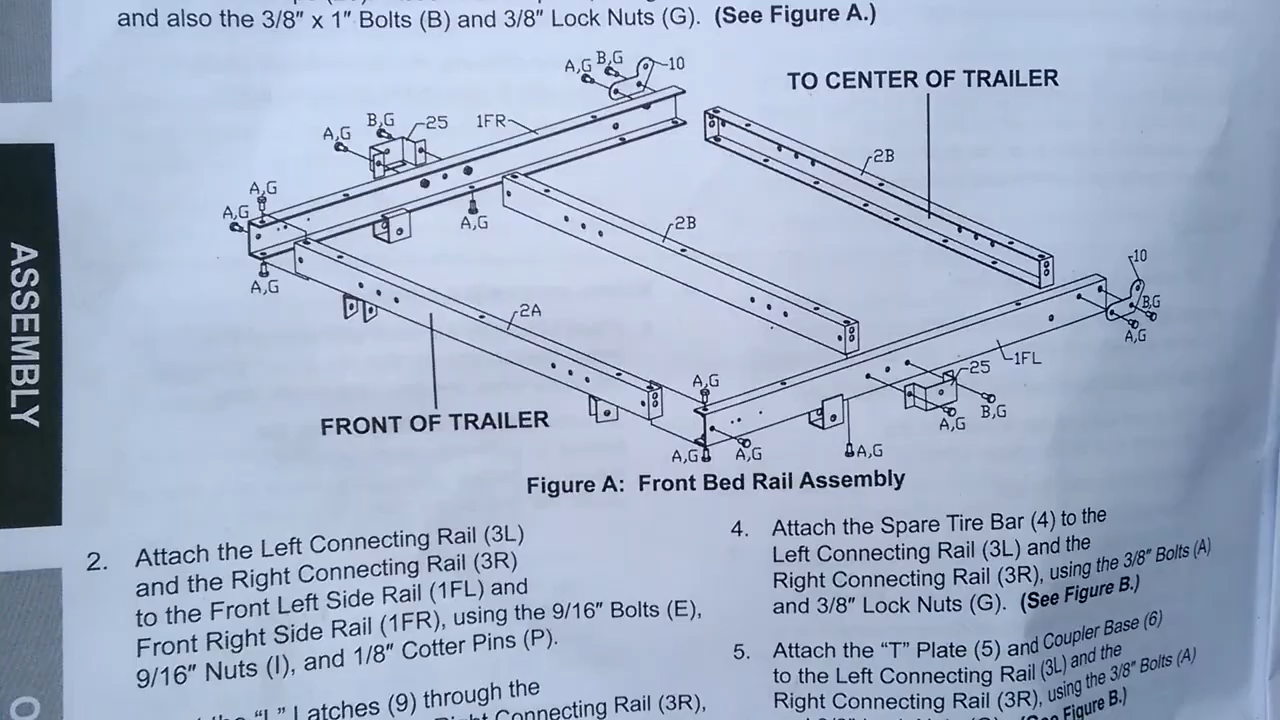 and also the 3/8″ x 1″ Bolts (B) and 3/8″ Lock Nuts (G). (See Figure A.)
A,G
B,G
10
TO CENTER OF TRAILER
B,G
25
1FR
A,G
2B
A,G
A,G
A,G
2B
A,G
2A
10
B,G
A,G
1FL
25
A,G
B,G
A,G
FRONT OF TRAILER
A,G
A,G
A,G
Figure A: Front Bed Rail Assembly
ASSEMBLY
2. Attach the Left Connecting Rail (3L)
and the Right Connecting Rail (3R)
to the Front Left Side Rail (1FL) and
Front Right Side Rail (1FR), using the 9/16″ Bolts (E),
9/16″ Nuts (I), and 1/8″ Cotter Pins (P).
“L” Latches (9) through the
Connecting Rail (3R),
4. Attach the Spare Tire Bar (4) to the
Left Connecting Rail (3L) and the
Right Connecting Rail (3R), using the 3/8″ Bolts (A)
and 3/8″ Lock Nuts (G). (See Figure B.)
5. Attach the “T” Plate (5) and Coupler Base (6)
to the Left Connecting Rail (3L) and the
Right Connecting Rail (3R), using the 3/8″ Bolts (A)
Figure B.)